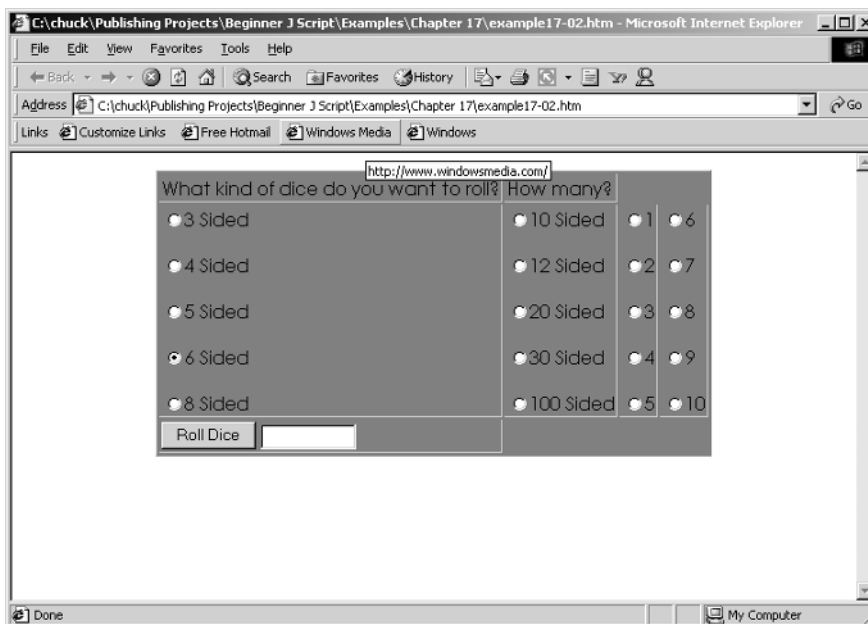 C:\chuck\Publishing Projects\Beginner J Script\Examples\Chapter 17\example17-02.htm - Microsoft Internet Explorer
File Edit View Favorites Tools Help
Back Search Favorites History
Address C:\chuck\Publishing Projects\Beginner J Script\Examples\Chapter 17\example17-02.htm Go
Links Customize Links Free Hotmail Windows Media Windows
http://www.windowsmedia.com/
What kind of dice do you want to roll? How many?
3 Sided 10 Sided 1 6
4 Sided 12 Sided 2 7
5 Sided 20 Sided 3 8
6 Sided 30 Sided 4 9
8 Sided 100 Sided 5 10
Roll Dice
Done My Computer